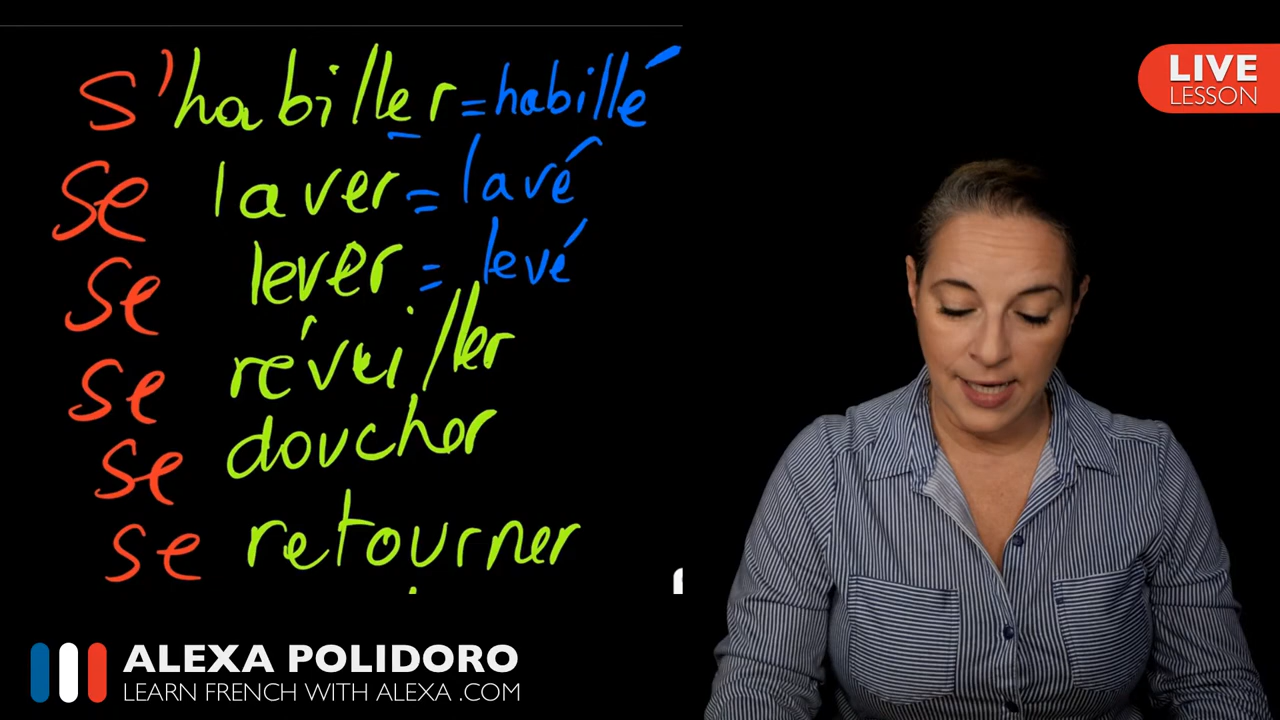 s'habiller = habillé
se laver = lavé
se lever = levé
se réveiller
se doucher
se retourner
LIVE
LESSON
ALEXA POLIDORO
LEARN FRENCH WITH ALEXA .COM